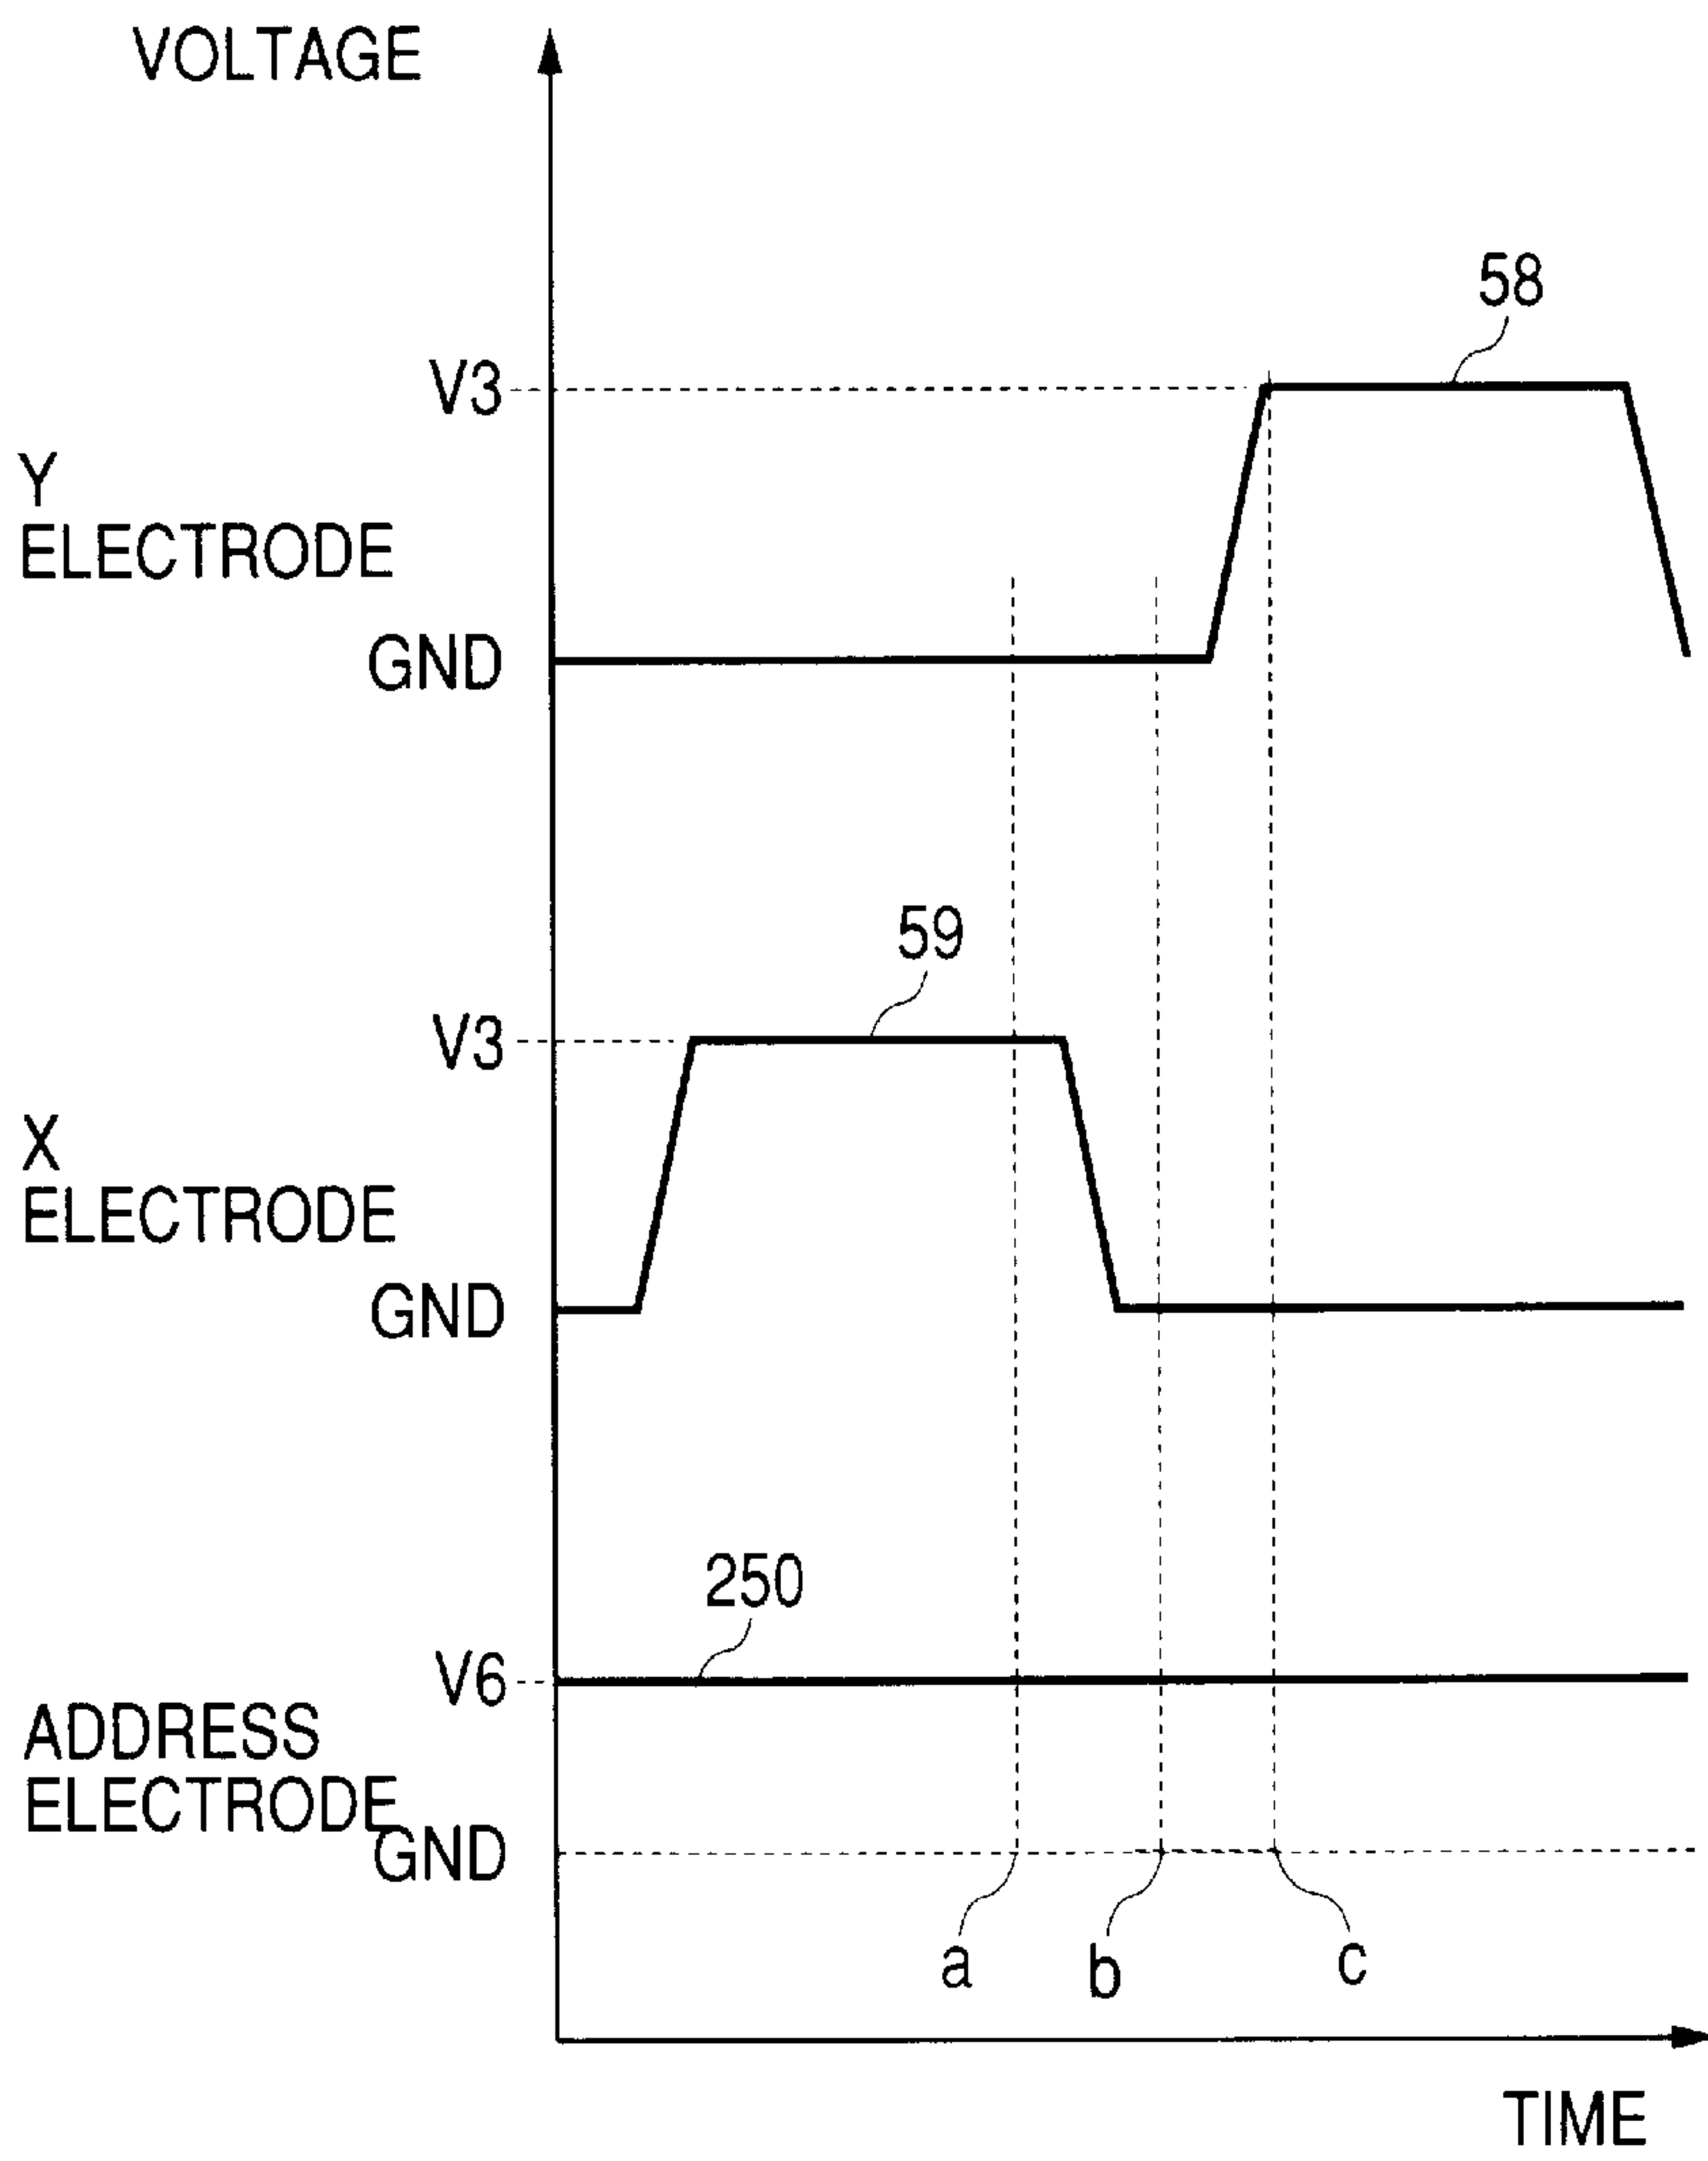 VOLTAGE
58
V3
Y
ELECTRODE
GND
59
V3
X
ELECTRODE
GND
250
V6
ADDRESS
ELECTRODE
GND
a
b
c
TIME